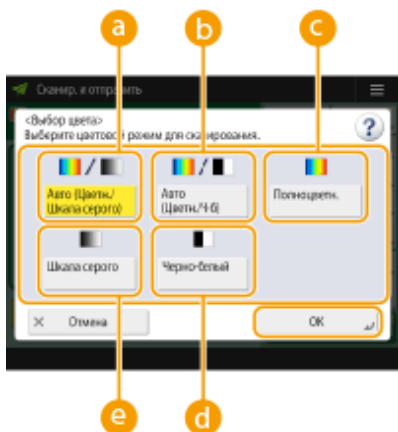 a b c
Сканир. и отправить
<Выбор цвета>
Выберите цветовой режим для сканирования.
?
Авто (Цветн./
Шкала серого)
Авто
(Цветн./Ч-б)
Полноцветн.
Шкала серого
Черно-белый
× Отмена
OK
e d